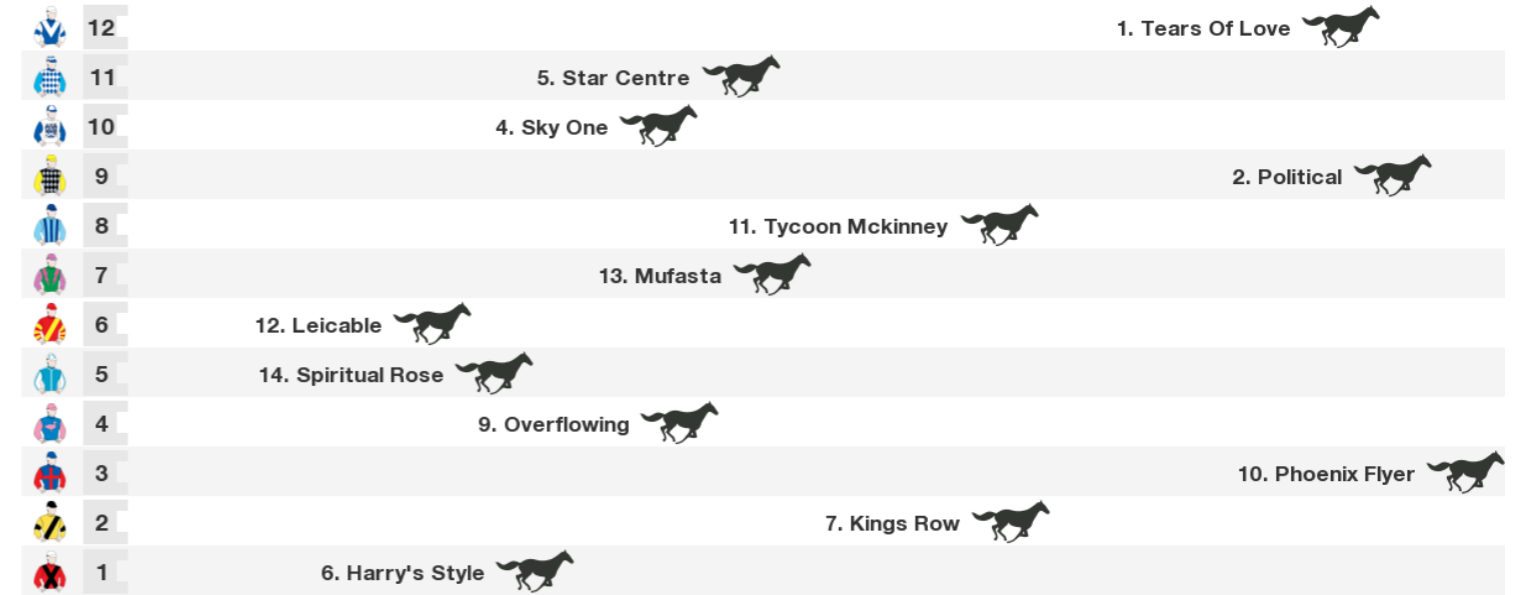 12 1. Tears Of Love
11 5. Star Centre
10 4. Sky One
9 2. Political
8 11. Tycoon Mckinney
7 13. Mufasta
6 12. Leicable
5 14. Spiritual Rose
4 9. Overflowing
3 10. Phoenix Flyer
2 7. Kings Row
1 6. Harry's Style